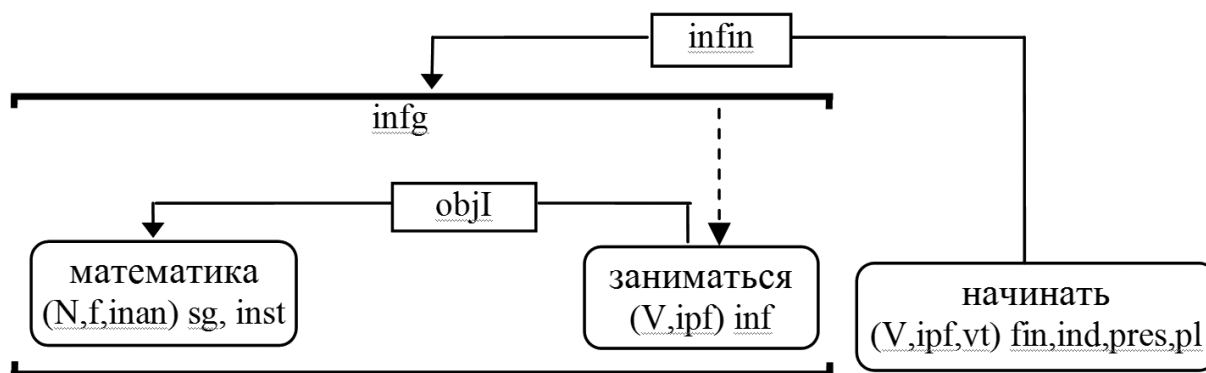 infin
infg
objI
математика
(N,f,inan) sg, inst
заниматься
(V,ipf) inf
начинать
(V,ipf,vt) fin,ind,pres,pl